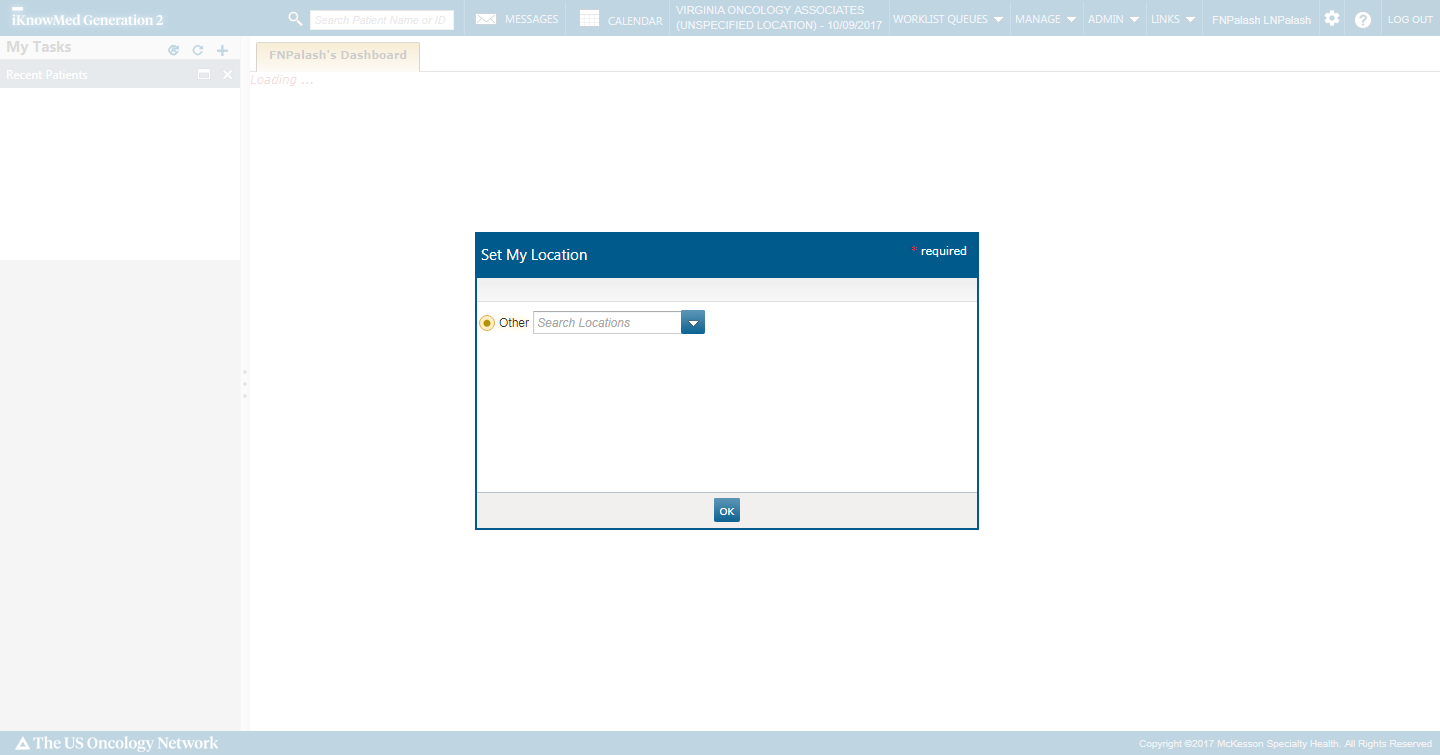 iKnowMed Generation 2
Search Patient Name or ID
MESSAGES
CALENDAR
VIRGINIA ONCOLOGY ASSOCIATES
(UNSPECIFIED LOCATION) - 10/09/2017
WORKLIST QUEUES
MANAGE
ADMIN
LINKS
FNPalash LNPalash
?
LOG OUT
My Tasks
Recent Patients
FNPalash's Dashboard
Loading ...
Set My Location
* required
Other
Search Locations
OK
The US Oncology Network
Copyright ©2017 McKesson Specialty Health. All Rights Reserved